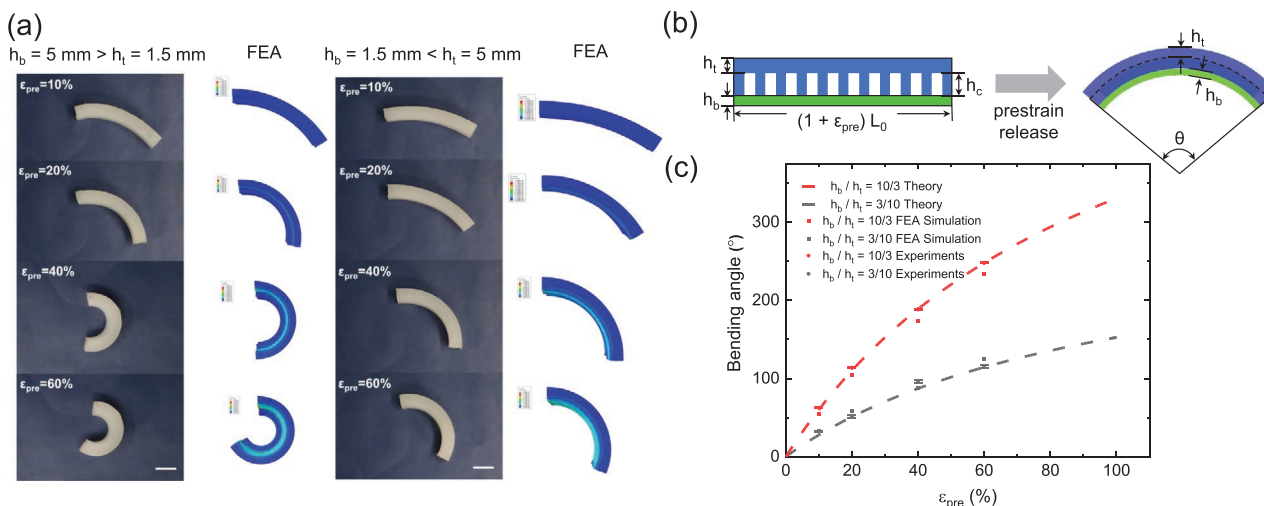 (a)
h_b = 5 mm > h_t = 1.5 mm
FEA
h_b = 1.5 mm < h_t = 5 mm
FEA
ε_pre=10%
ε_pre=10%
ε_pre=20%
ε_pre=20%
ε_pre=40%
ε_pre=40%
ε_pre=60%
ε_pre=60%
(b)
h_t
h_b
h_c
(1 + ε_pre) L_0
prestrain
release
h_t
h_b
θ
(c)
h_b / h_t = 10/3 Theory
h_b / h_t = 3/10 Theory
h_b / h_t = 10/3 FEA Simulation
h_b / h_t = 3/10 FEA Simulation
h_b / h_t = 10/3 Experiments
h_b / h_t = 3/10 Experiments
Bending angle (°)
300
200
100
0
0 20 40 60 80 100
ε_pre (%)